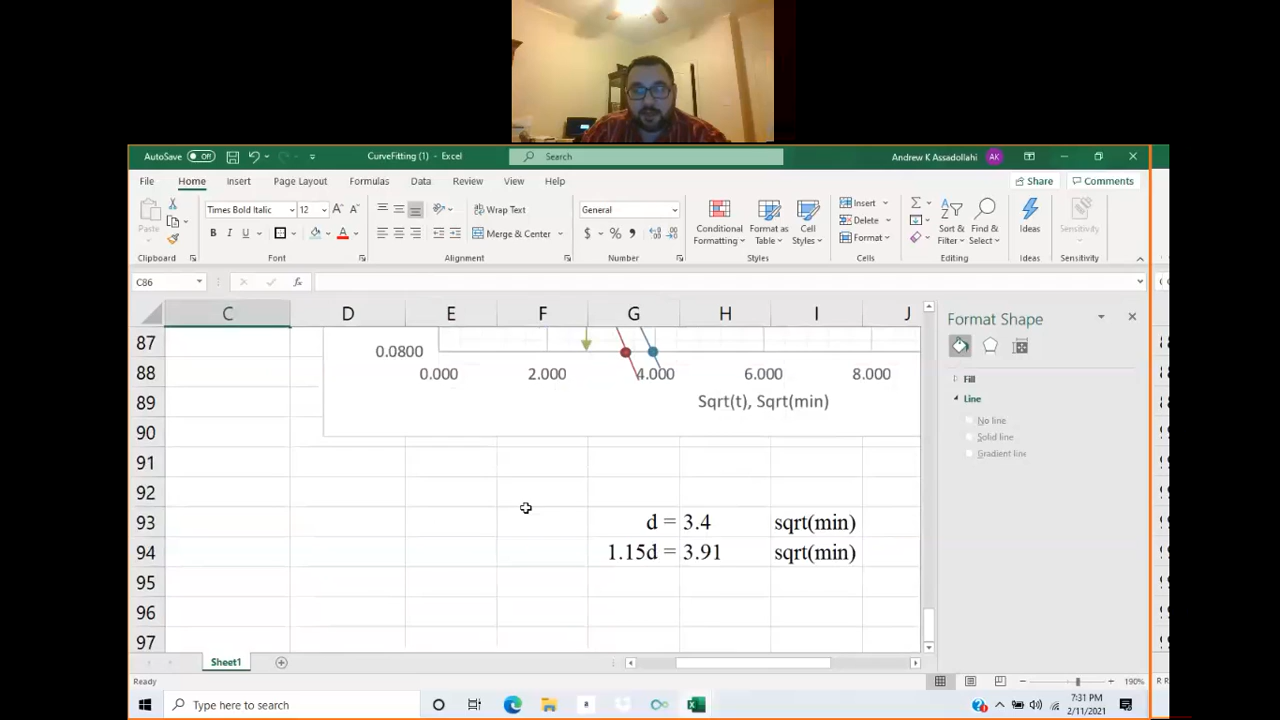 AutoSave Off
CurveFitting (1) - Excel
Search
Andrew K Assadollahi AK
File Home Insert Page Layout Formulas Data Review View Help
Share Comments
Paste
Times Bold Italic 12
B I U
Clipboard
Font
Wrap Text
Merge & Center
Alignment
General
$ % ,
Number
Conditional Formatting
Format as Table
Cell Styles
Styles
Insert
Delete
Format
Cells
Sort & Filter
Find & Select
Editing
Ideas
Ideas
Sensitivity
Sensitivity
C86 fx
C D E F G H I J
87
88
89
90
91
92
93
94
95
96
97
0.0800
0.000 2.000 4.000 6.000 8.000
Sqrt(t), Sqrt(min)
d = 3.4 sqrt(min)
1.15d = 3.91 sqrt(min)
Format Shape
Fill
Line
No line
Solid line
Gradient line
Sheet1
Ready
190%
Type here to search
7:31 PM
2/11/2021